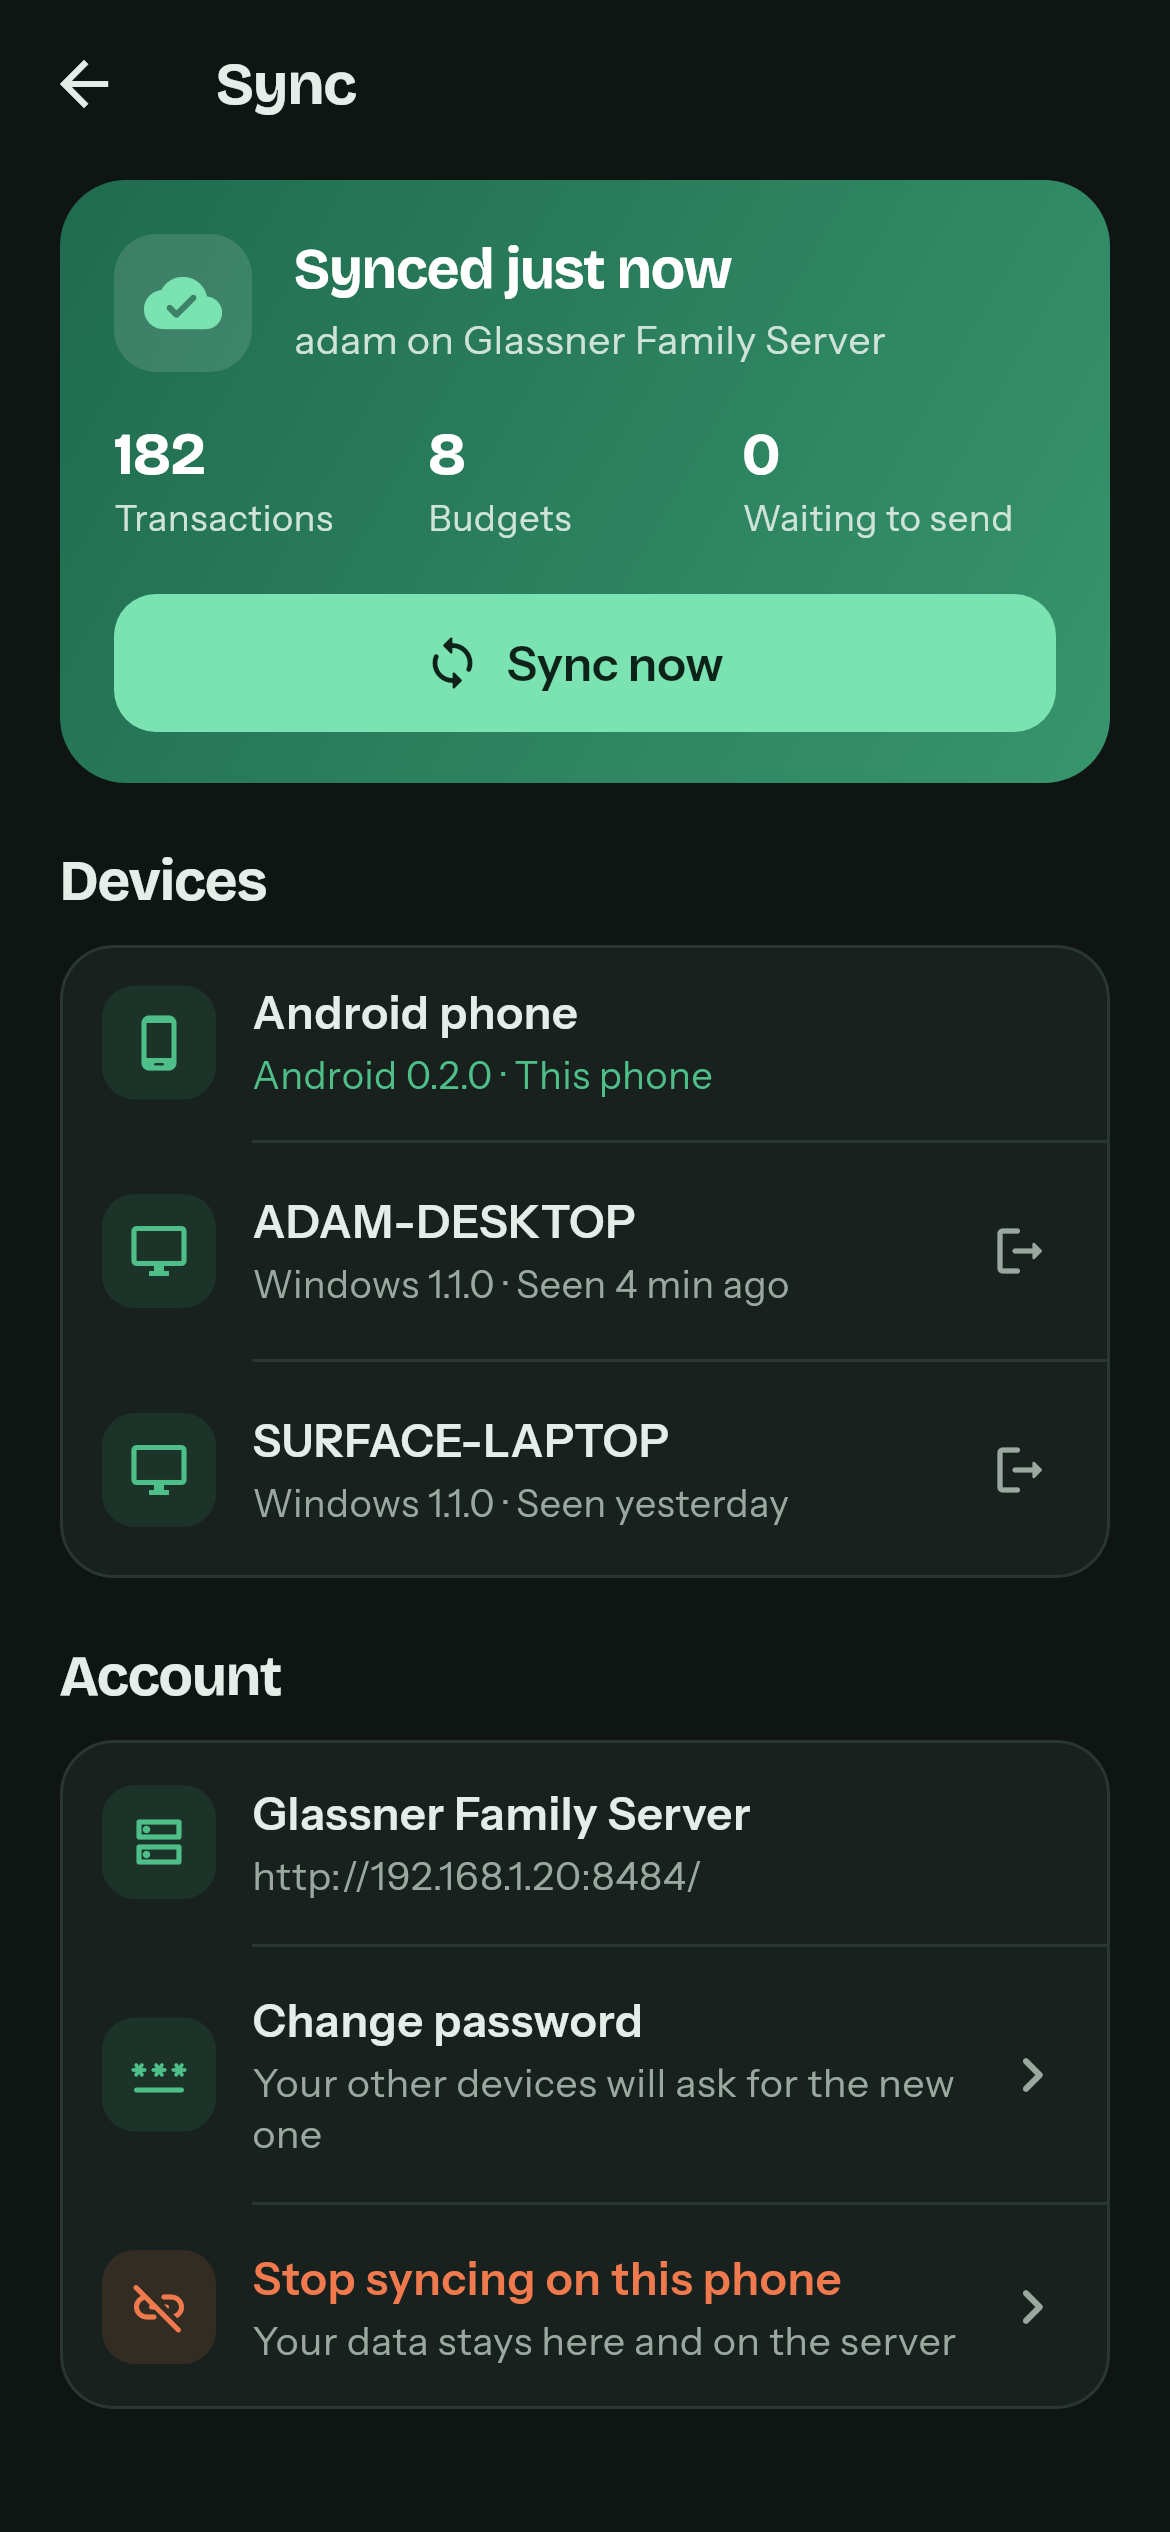 Sync
Synced just now
adam on Glassner Family Server
182
Transactions
8
Budgets
0
Waiting to send
Sync now
Devices
Android phone
Android 0.2.0 · This phone
ADAM-DESKTOP
Windows 1.1.0 · Seen 4 min ago
SURFACE-LAPTOP
Windows 1.1.0 · Seen yesterday
Account
Glassner Family Server
http://192.168.1.20:8484/
Change password
Your other devices will ask for the new
one
Stop syncing on this phone
Your data stays here and on the server